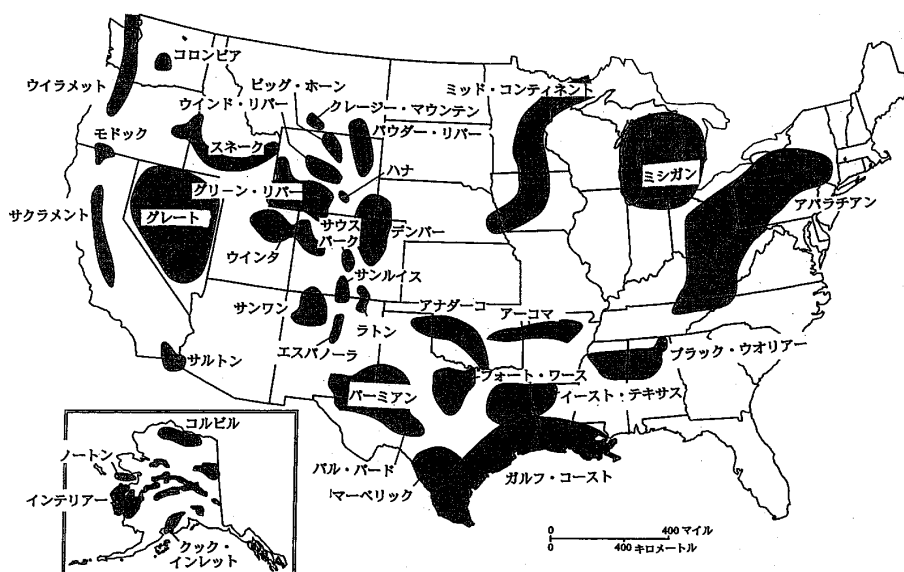 コロンビア
ウイラメット
ビッグ・ホーン
ミッド・コンティネント
クレージー・マウンテン
ウインド・リバー
パウダー・リバー
モドック
スネーク
ハナ
ミシガン
グリーン・リバー
サクラメント
グレート
アパラチアン
サウス
パーク
デンバー
ウインタ
サンルイス
サンワン
アナダーコ
アーコマ
ラトン
エスパノーラ
ブラック・ウオリアー
サルトン
フォート・ワース
パーミアン
イースト・テキサス
コルビル
ノートン
バル・バード
ガルフ・コースト
マーベリック
インテリアー
クック・
インレット
0 400 マイル
0 400 キロメートル